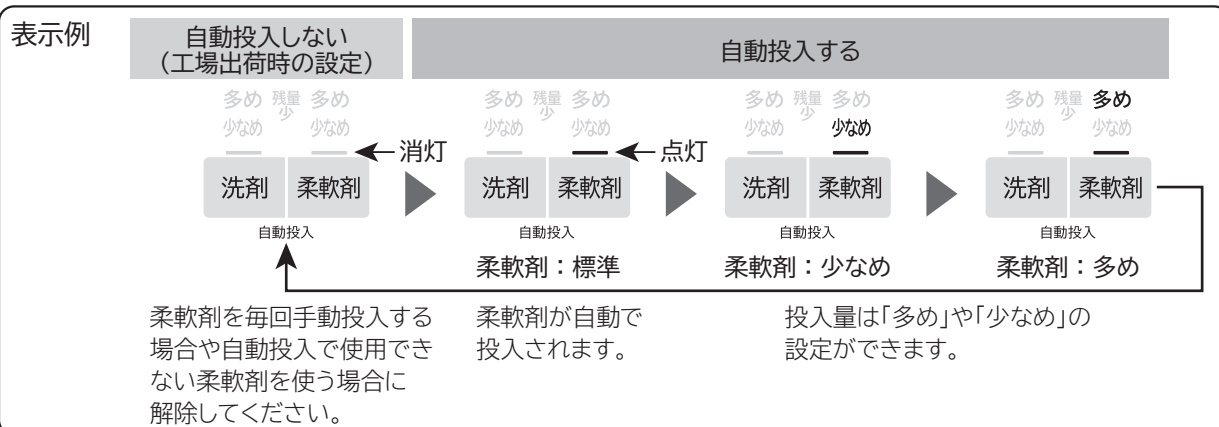 表示例
自動投入しない
（工場出荷時の設定）
自動投入する
多め 残量少 多め
少なめ 少なめ
消灯
洗剤 柔軟剤
自動投入
多め 残量少 多め
少なめ 少なめ
点灯
洗剤 柔軟剤
自動投入
柔軟剤：標準
多め 残量少 多め
少なめ 少なめ
洗剤 柔軟剤
自動投入
柔軟剤：少なめ
多め 残量少 多め
少なめ 少なめ
洗剤 柔軟剤
自動投入
柔軟剤：多め
柔軟剤を毎回手動投入する
場合や自動投入で使用でき
ない柔軟剤を使う場合に
解除してください。
柔軟剤が自動で
投入されます。
投入量は「多め」や「少なめ」の
設定ができます。